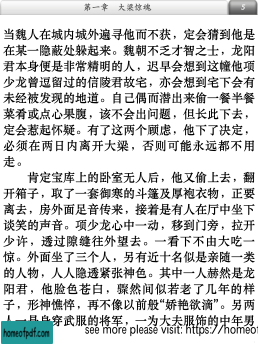 第一章　大梁惊魂
3
当魏人在城内城外遍寻他而不获，定会猜到他是
在某一隐蔽处躲起来。魏朝不乏才智之士，龙阳
君本身便是非常精明的人，迟早会想到这幢他项
少龙曾逗留过的信陵君故宅，亦会想到宅下会有
未经被发现的地道。自己偶而潜出来偷一餐半餐
菜肴或点心果腹，该不会出问题，但长此下去，
定会惹起怀疑。有了这两个顾虑，他下了决定，
必须在两日内离开大梁，否则可能永远都不用
走。
肯定宅库上的卧室无人后，他又偷上去，翻
开箱子，取了一套御寒的斗篷及厚袍衣物，正要
离去，房外面足音传来，接着是有人在厅中坐下
谈笑的声音。项少龙心中一动，移到门旁，拉开
少许，透过隙缝往外望去。一看下不由大吃一
惊。外面坐了三个人，另有近十名似是亲随一类
的人物，人人隐透紧张神色。其中一人赫然是龙
阳君，他脸色苍白，骤然间似若老了几年的样
子，形神憔悴，再不像以前般“娇艳欲滴”。另两
人一是身穿武服的将军，一为大夫服饰的中年男
homeofpdf.com
see more please visit: https://homeof